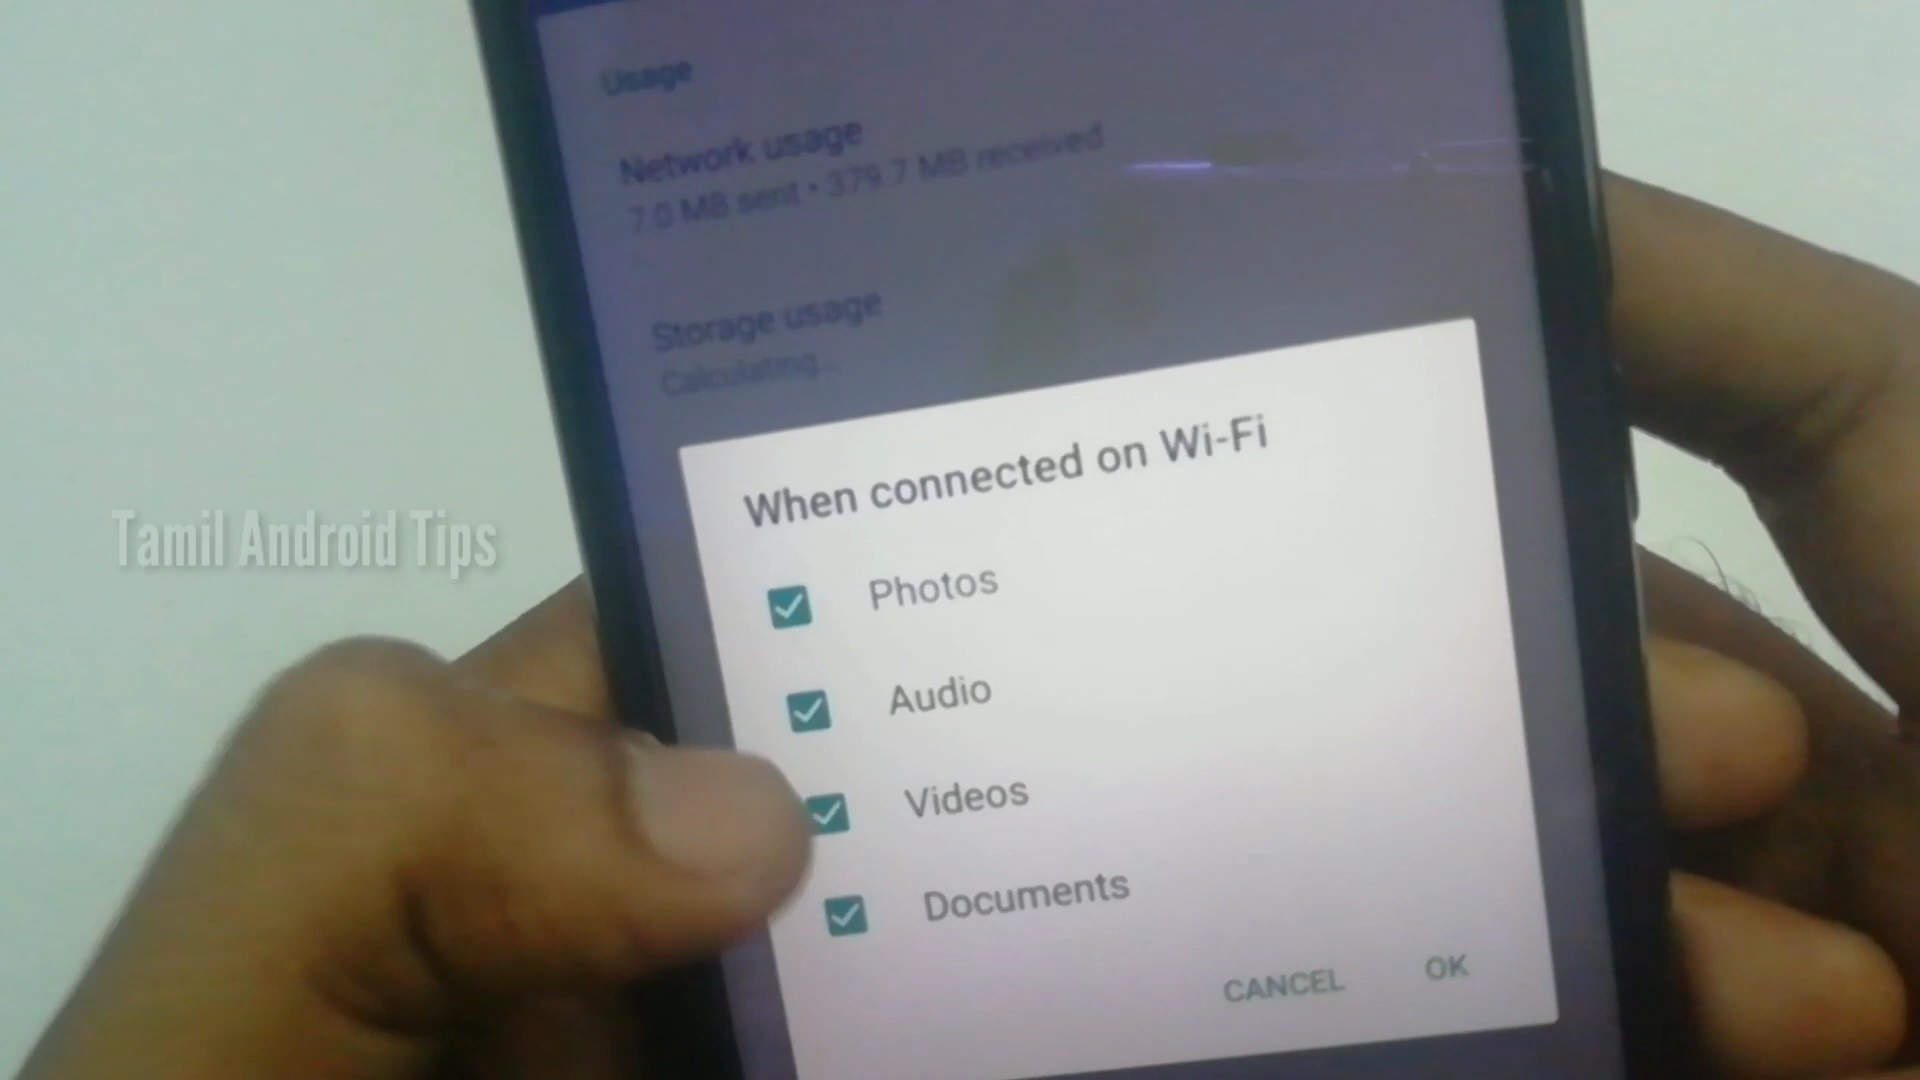 Usage
Network usage
7.0 MB sent • 379.7 MB received
Storage usage
Calculating...
When connected on Wi-Fi
Tamil Android Tips
Photos
Audio
Videos
Documents
CANCEL OK